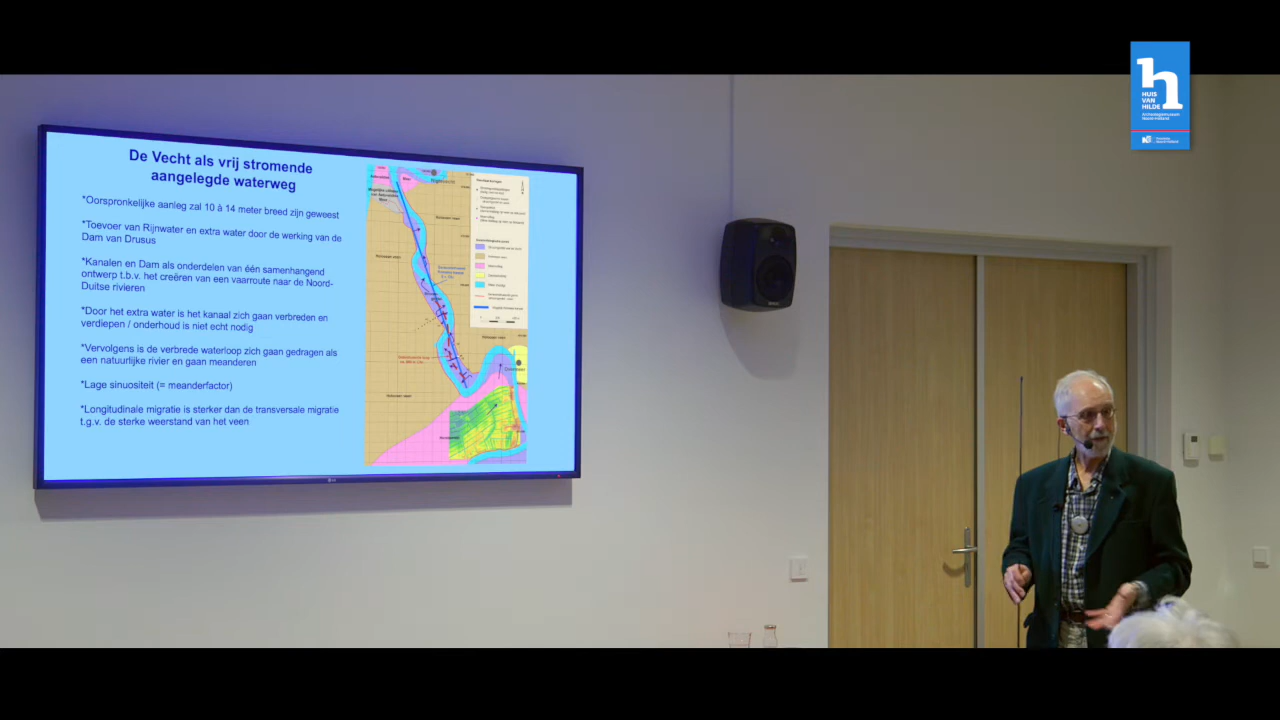 De Vecht als vrij stromende
aangelegde waterweg
*Oorspronkelijke aanleg zal 10 à 14 meter breed zijn geweest
*Toevoer van Rijnwater en extra water door de werking van de
Dam van Drusus
*Kanalen en Dam als onderdelen van één samenhangend
ontwerp t.b.v. het creëren van een vaarroute naar de Noord-
Duitse rivieren
*Door het extra water is het kanaal zich gaan verbreden en
verdiepen / onderhoud is niet echt nodig
*Vervolgens is de verbrede waterloop zich gaan gedragen als
een natuurlijke rivier en gaan meanderen
*Lage sinuositeit (= meanderfactor)
*Longitudinale migratie is sterker dan de transversale migratie
t.g.v. de sterke weerstand van het veen
h
HUIS
VAN
HILDE
Archeologiemuseum
Noord-Holland